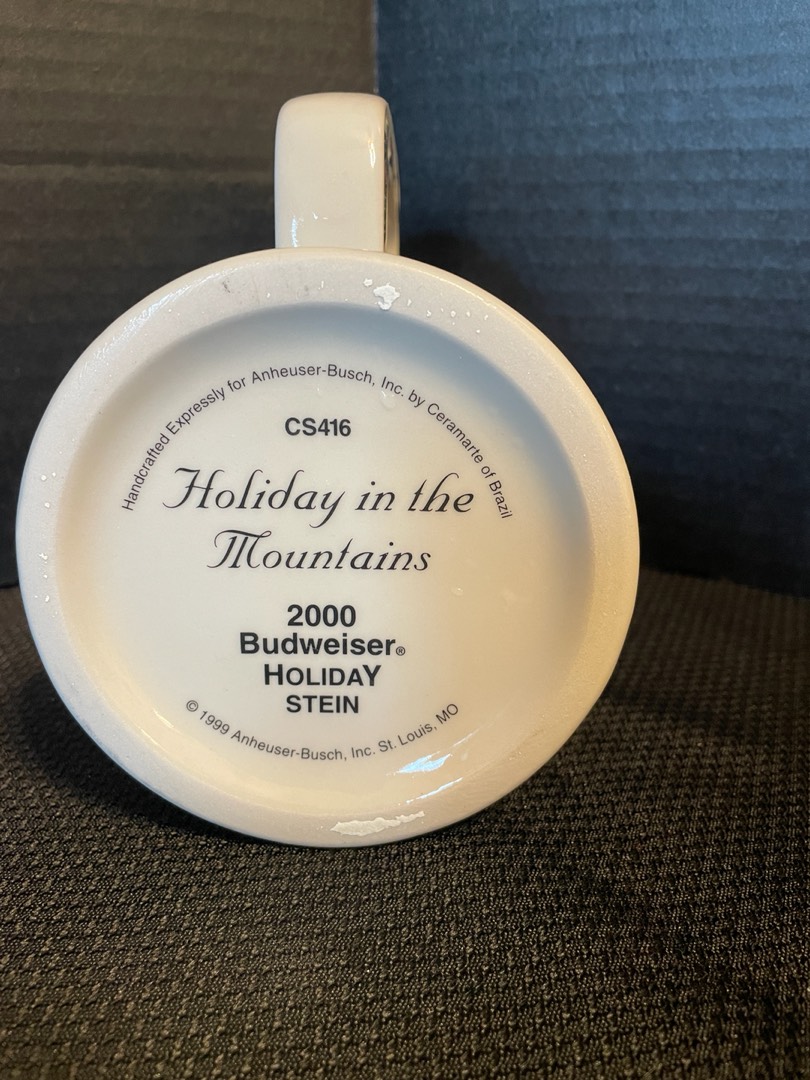 Handcrafted Expressly for Anheuser-Busch, Inc. by Ceramarte of Brazil
CS416
Holiday in the
Mountains
2000
Budweiser®
HOLIDAY
STEIN
© 1999 Anheuser-Busch, Inc. St. Louis, MO